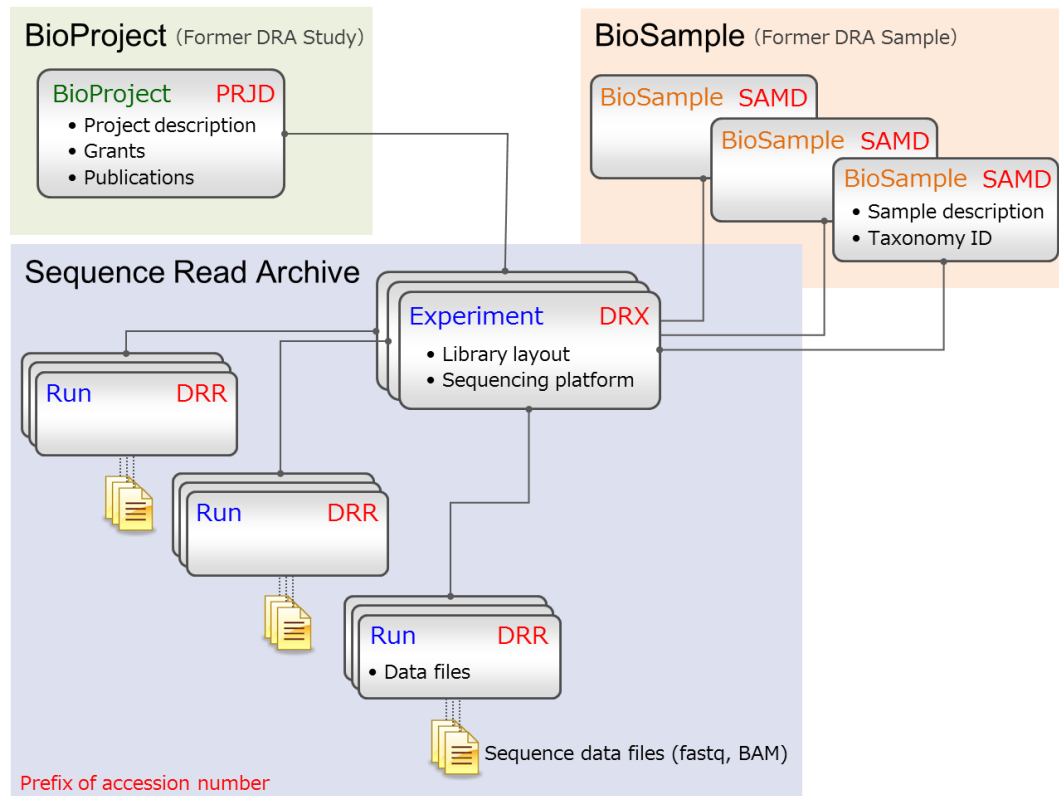 BioProject (Former DRA Study)
BioProject PRJD
• Project description
• Grants
• Publications
BioSample (Former DRA Sample)
BioSample SAMD
BioSample SAMD
BioSample SAMD
• Sample description
• Taxonomy ID
Sequence Read Archive
Experiment DRX
• Library layout
• Sequencing platform
Run DRR
Run DRR
Run DRR
• Data files
Sequence data files (fastq, BAM)
Prefix of accession number